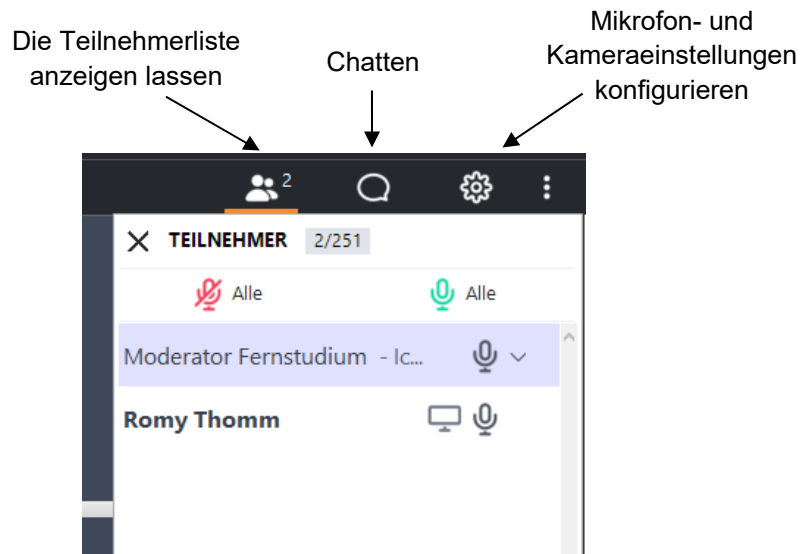 Die Teilnehmerliste
anzeigen lassen
Chatten
Mikrofon- und
Kameraeinstellungen
konfigurieren
2
TEILNEHMER 2/251
Alle Alle
Moderator Fernstudium - Ic...
Romy Thomm